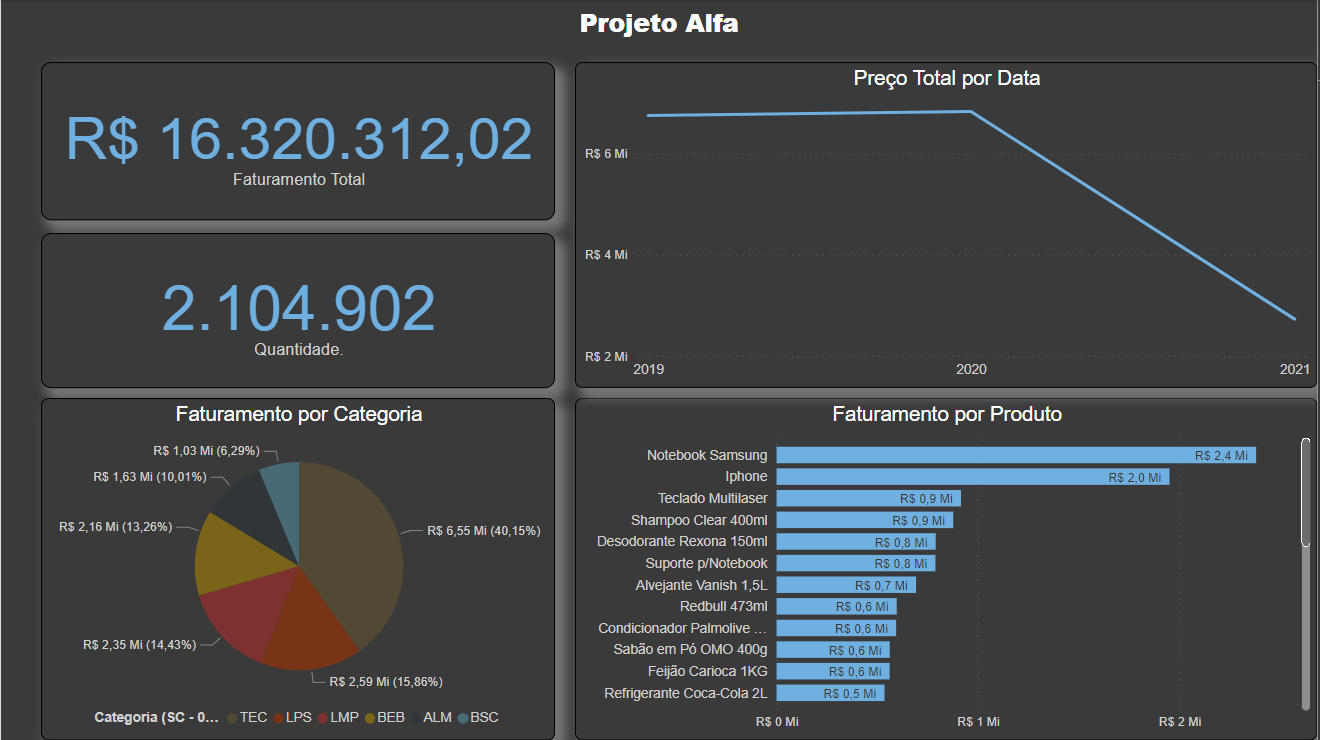 Projeto Alfa
R$ 16.320.312,02
Faturamento Total
2.104.902
Quantidade.
Preço Total por Data
R$ 6 Mi
R$ 4 Mi
R$ 2 Mi
2019 2020 2021
Faturamento por Categoria
R$ 1,03 Mi (6,29%)
R$ 1,63 Mi (10,01%)
R$ 2,16 Mi (13,26%)
R$ 6,55 Mi (40,15%)
R$ 2,35 Mi (14,43%)
R$ 2,59 Mi (15,86%)
Categoria (SC - 0... TEC LPS LMP BEB ALM BSC
Faturamento por Produto
Notebook Samsung R$ 2,4 Mi
Iphone R$ 2,0 Mi
Teclado Multilaser R$ 0,9 Mi
Shampoo Clear 400ml R$ 0,9 Mi
Desodorante Rexona 150ml R$ 0,8 Mi
Suporte p/Notebook R$ 0,8 Mi
Alvejante Vanish 1,5L R$ 0,7 Mi
Redbull 473ml R$ 0,6 Mi
Condicionador Palmolive ... R$ 0,6 Mi
Sabão em Pó OMO 400g R$ 0,6 Mi
Feijão Carioca 1KG R$ 0,6 Mi
Refrigerante Coca-Cola 2L R$ 0,5 Mi
R$ 0 Mi R$ 1 Mi R$ 2 Mi